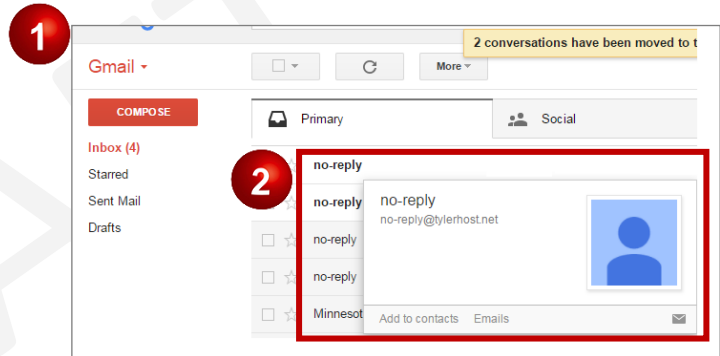 1
2 conversations have been moved to t
Gmail
More
COMPOSE
Primary
Social
Inbox (4)
Starred
Sent Mail
Drafts
2
no-reply
no-reply
no-reply
no-reply
Minnesot
no-reply
no-reply@tylerhost.net
Add to contacts Emails